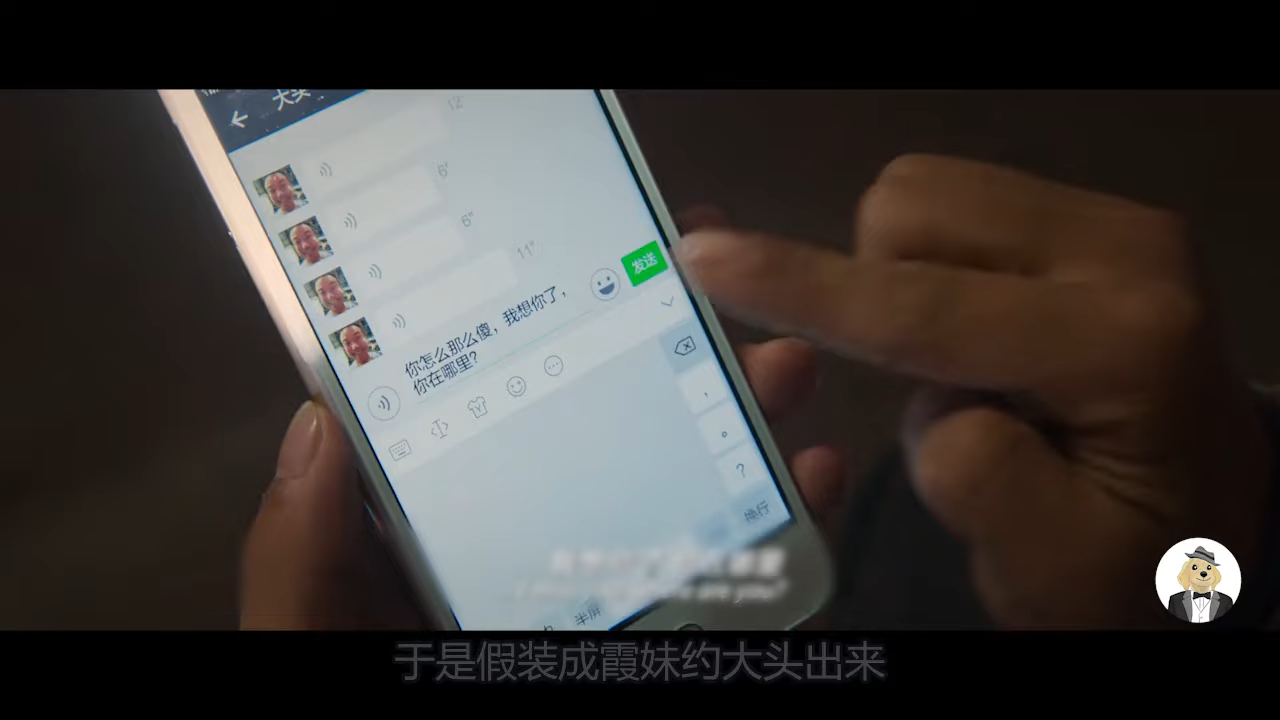 大头
12
6"
6"
11"
你怎么那么傻，我想你了，
你在哪里？
发送
，
。
？
换行
半屏
are you?
于是假装成霞妹约大头出来